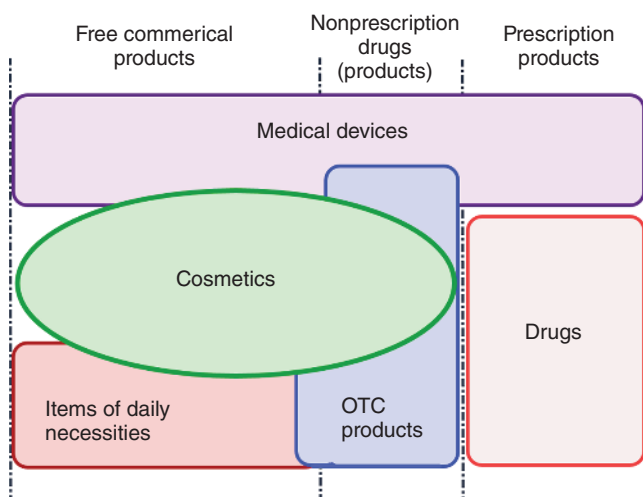 Free commerical
products
Nonprescription
drugs
(products)
Prescription
products
Medical devices
Cosmetics
Drugs
Items of daily
necessities
OTC
products